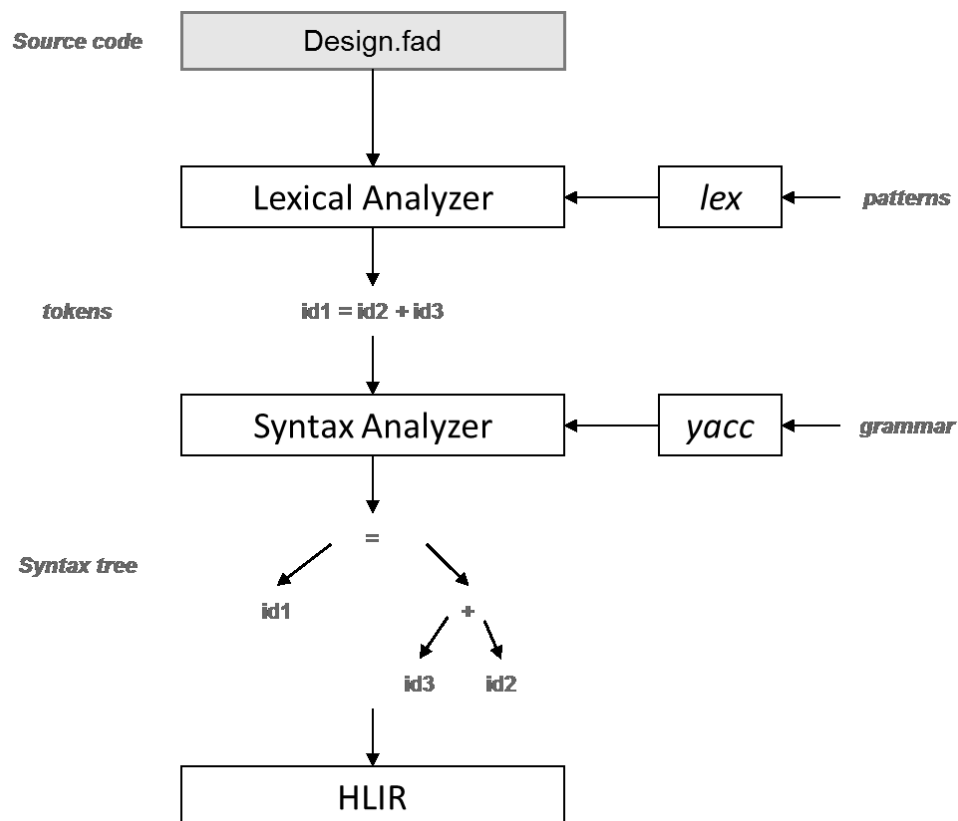 Source code
Design.fad
Lexical Analyzer
lex
patterns
tokens
id1 = id2 + id3
Syntax Analyzer
yacc
grammar
=
Syntax tree
id1
+
id3
id2
HLIR